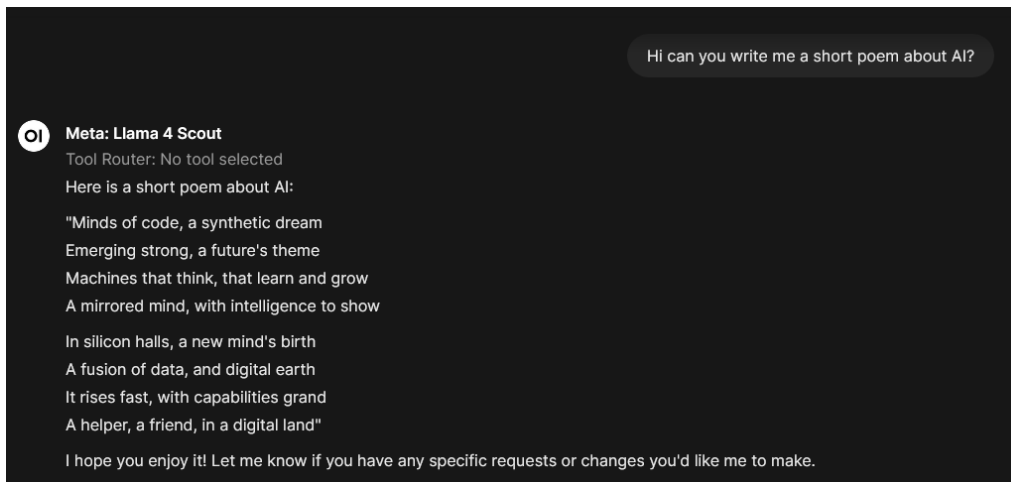 Hi can you write me a short poem about AI?
OI
Meta: Llama 4 Scout
Tool Router: No tool selected
Here is a short poem about AI:
"Minds of code, a synthetic dream
Emerging strong, a future's theme
Machines that think, that learn and grow
A mirrored mind, with intelligence to show
In silicon halls, a new mind's birth
A fusion of data, and digital earth
It rises fast, with capabilities grand
A helper, a friend, in a digital land"
I hope you enjoy it! Let me know if you have any specific requests or changes you'd like me to make.